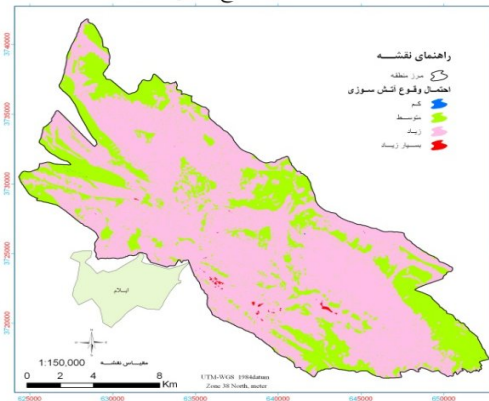 3740000
3735000
3730000
3725000
3720000
راهنمای نقشه
مرز منطقه
احتمال وقوع آتش سوزی
کم
متوسط
زیاد
بسیار زیاد
ایلام
1:150,000 مقیاس نقشه
0 2 4 8
Km
UTM-WGS 1984datum
Zone 38 North, meter
625000 630000 635000 640000 645000 650000